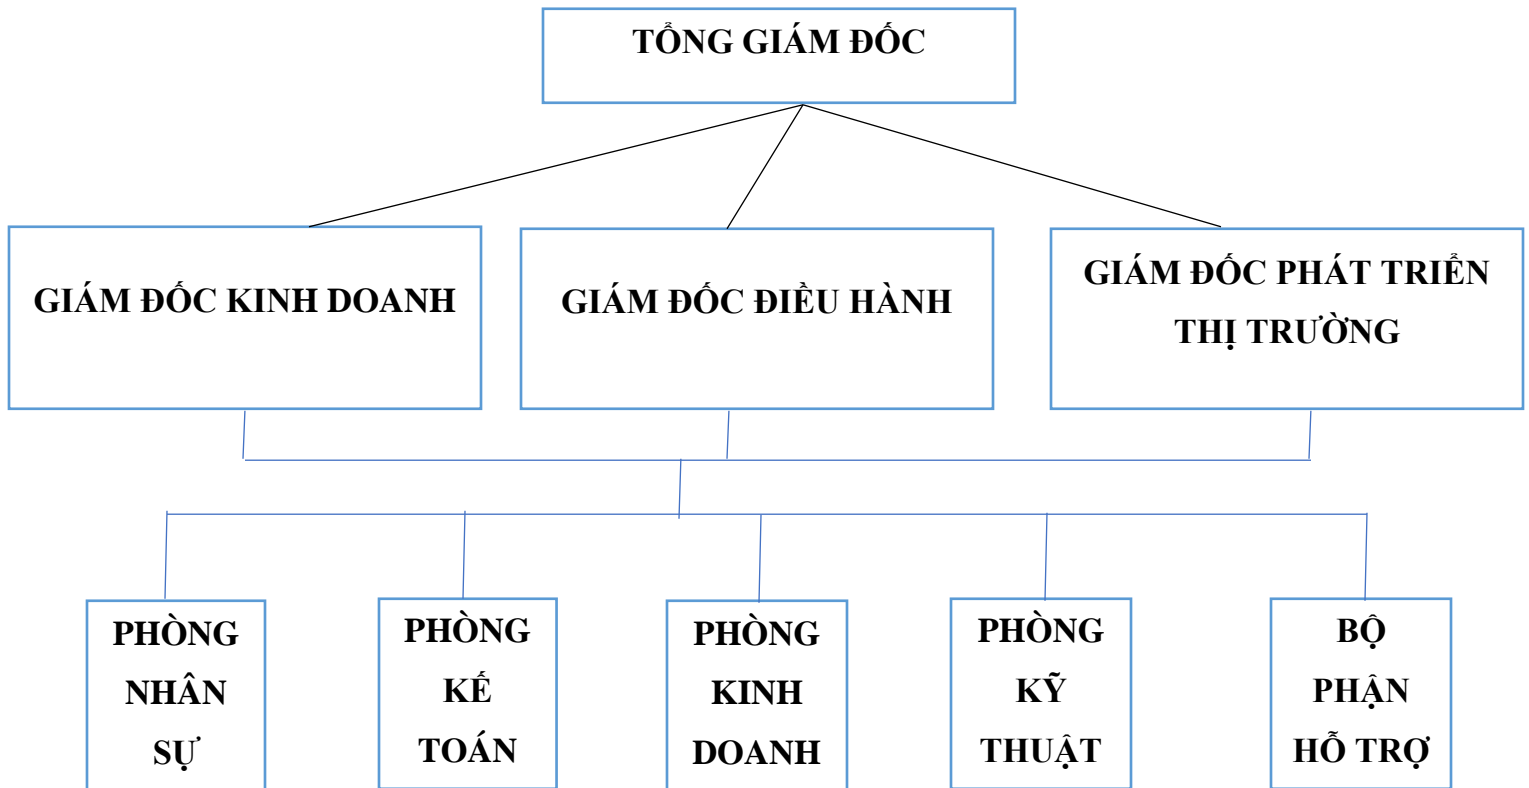 TỔNG GIÁM ĐỐC
GIÁM ĐỐC KINH DOANH
GIÁM ĐỐC ĐIỀU HÀNH
GIÁM ĐỐC PHÁT TRIỂN
THỊ TRƯỜNG
PHÒNG
NHÂN
SỰ
PHÒNG
KẾ
TOÁN
PHÒNG
KINH
DOANH
PHÒNG
KỸ
THUẬT
BỘ
PHẬN
HỖ TRỢ